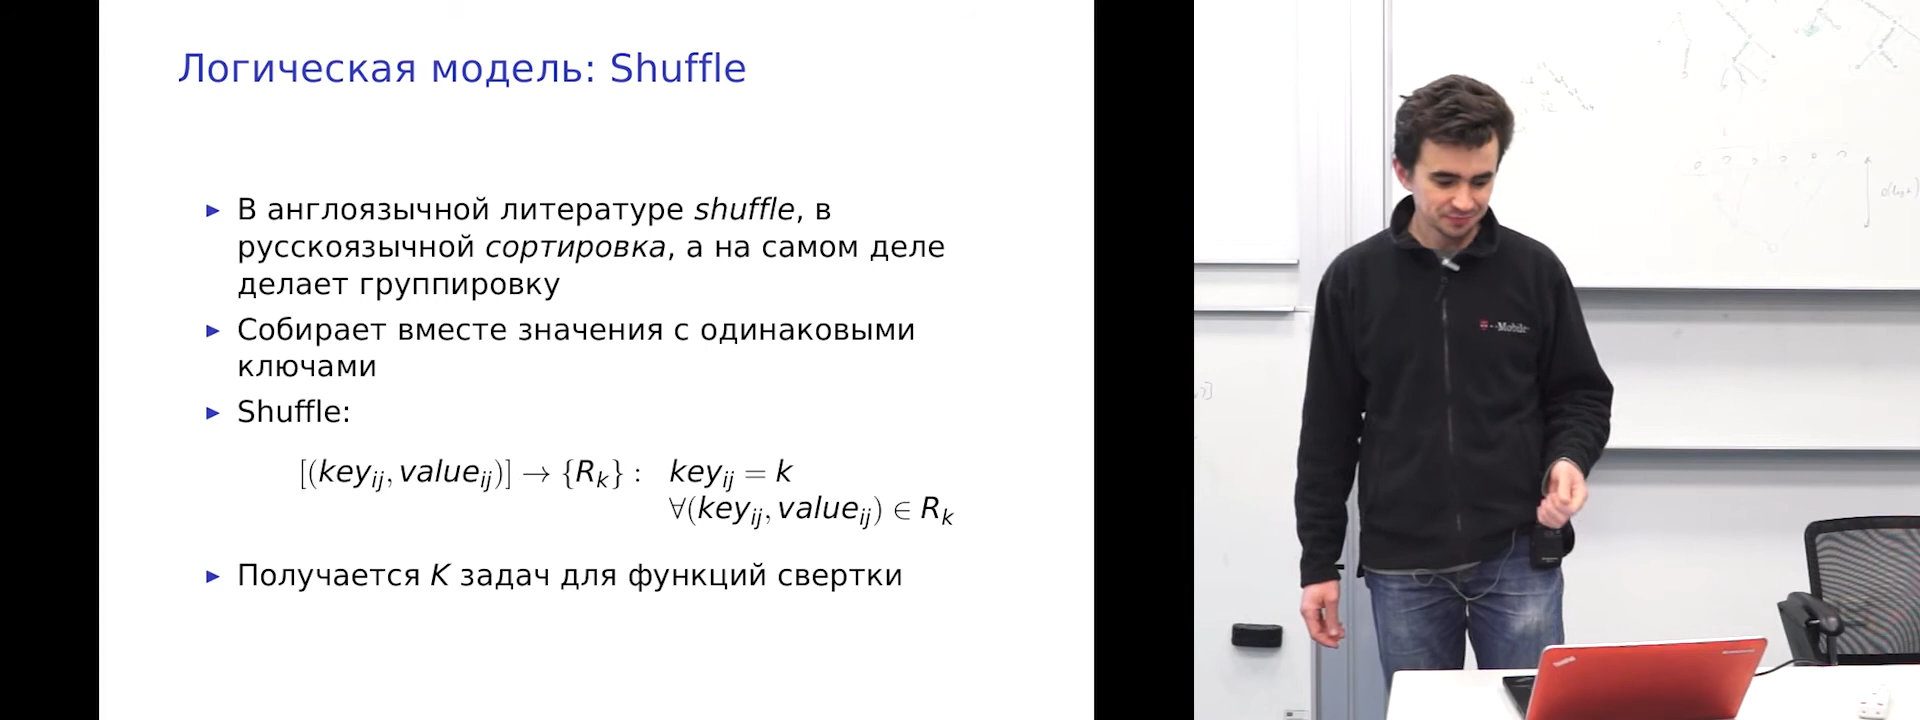 Логическая модель: Shuffle
▶ В англоязычной литературе shuffle, в
русскоязычной сортировка, а на самом деле
делает группировку
▶ Собирает вместе значения с одинаковыми
ключами
▶ Shuffle:
[(key_ij, value_ij)] → {R_k} : key_ij = k
∀(key_ij, value_ij) ∈ R_k
▶ Получается K задач для функций свертки
Mobile